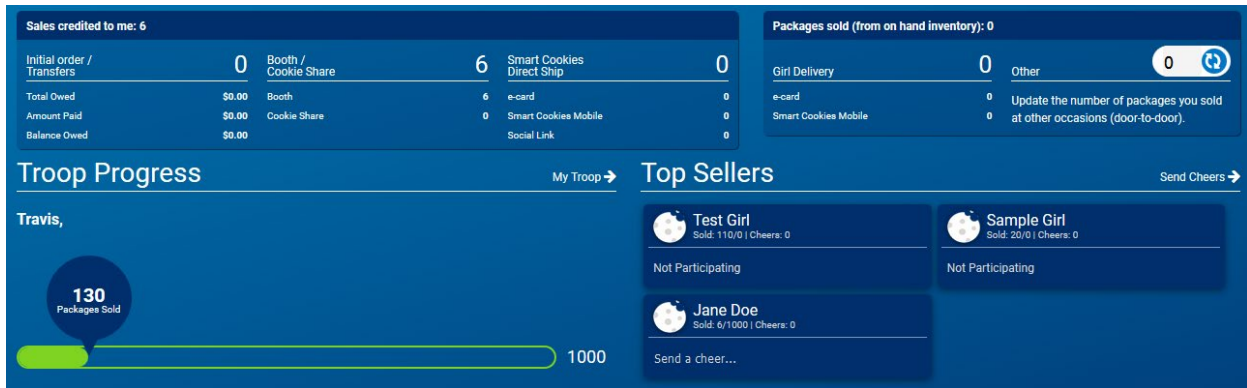 Sales credited to me: 6
Initial order / Transfers 0
Total Owed $0.00
Amount Paid $0.00
Balance Owed $0.00
Booth / Cookie Share 6
Booth 6
Cookie Share 0
Smart Cookies Direct Ship 0
e-card 0
Smart Cookies Mobile 0
Social Link 0
Packages sold (from on hand inventory): 0
Girl Delivery 0
e-card 0
Smart Cookies Mobile 0
Other 0
Update the number of packages you sold
at other occasions (door-to-door).
Troop Progress
My Troop
Travis,
130
Packages Sold
1000
Top Sellers
Send Cheers
Test Girl
Sold: 110/0 | Cheers: 0
Not Participating
Sample Girl
Sold: 20/0 | Cheers: 0
Not Participating
Jane Doe
Sold: 6/1000 | Cheers: 0
Send a cheer...